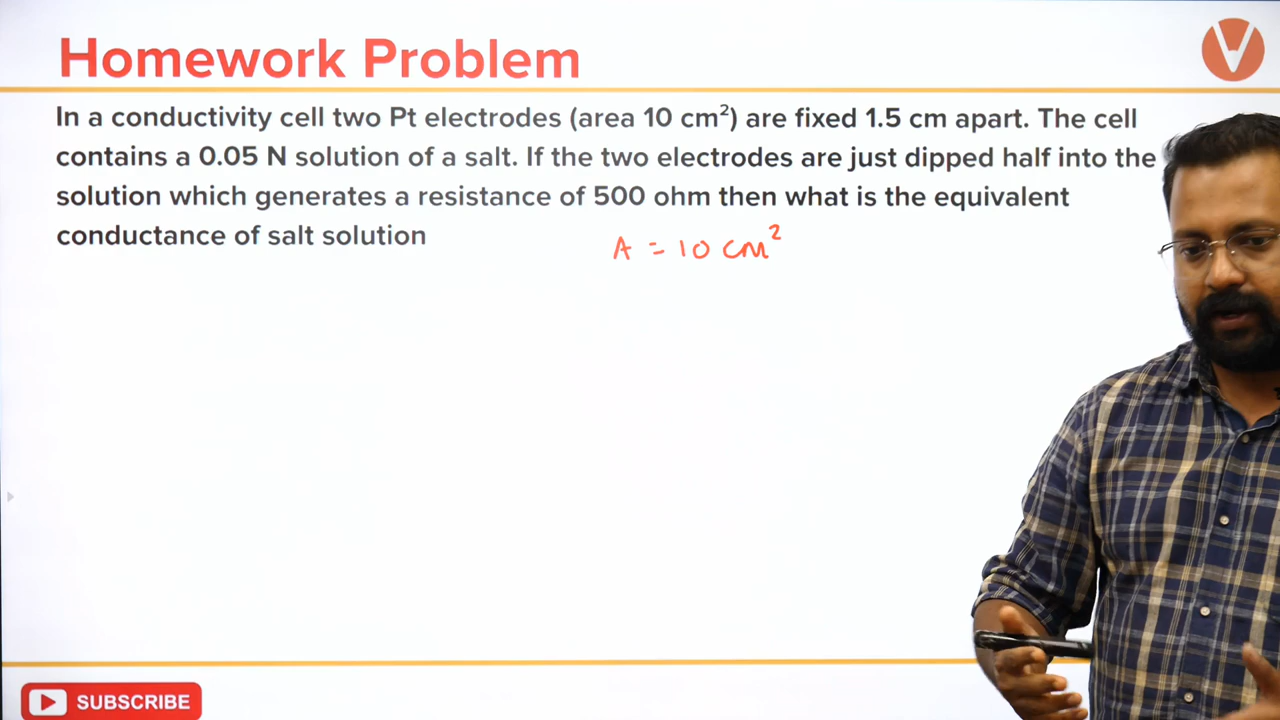 Homework Problem
In a conductivity cell two Pt electrodes (area 10 cm²) are fixed 1.5 cm apart. The cell
contains a 0.05 N solution of a salt. If the two electrodes are just dipped half into the
solution which generates a resistance of 500 ohm then what is the equivalent
conductance of salt solution
A = 10 cm²
SUBSCRIBE